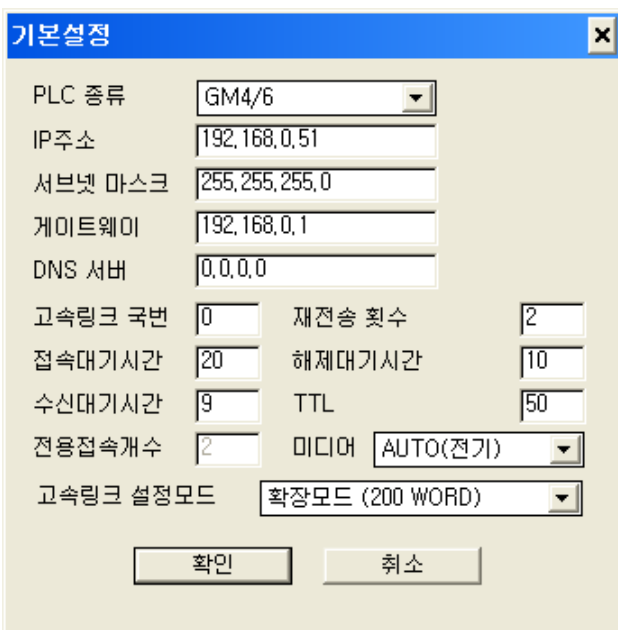 기본설정
PLC 종류 GM4/6
IP주소 192,168,0,51
서브넷 마스크 255,255,255,0
게이트웨이 192,168,0,1
DNS 서버 0,0,0,0
고속링크 국번 0 재전송 횟수 2
접속대기시간 20 해제대기시간 10
수신대기시간 9 TTL 50
전용접속개수 2 미디어 AUTO(전기)
고속링크 설정모드 확장모드 (200 WORD)
확인 취소